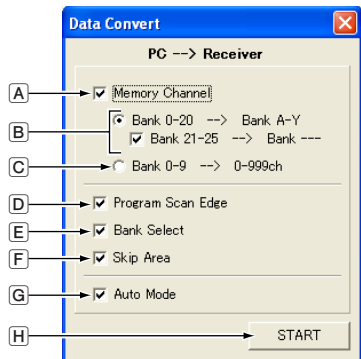 Data Convert
PC --> Receiver
A Memory Channel
B Bank 0-20 --> Bank A-Y
Bank 21-25 --> Bank ---
C Bank 0-9 --> 0-999ch
D Program Scan Edge
E Bank Select
F Skip Area
G Auto Mode
H START